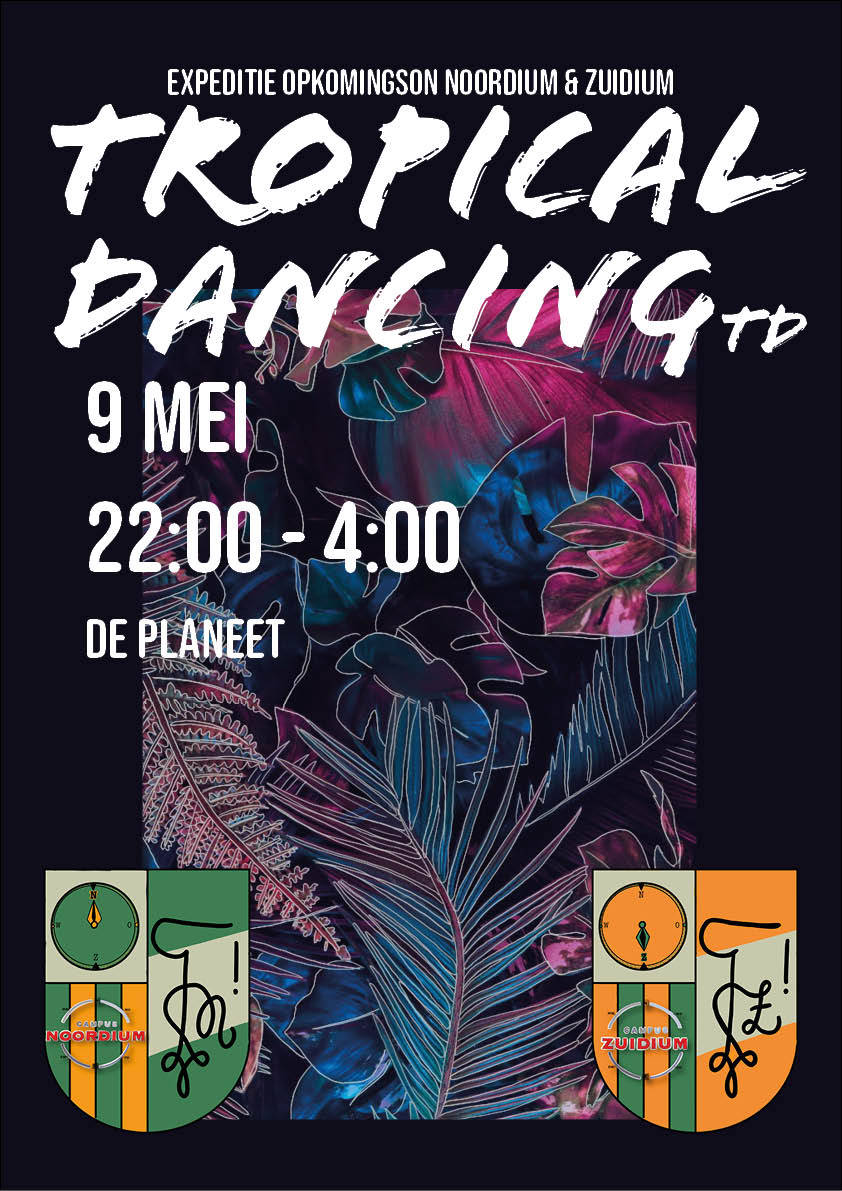 EXPEDITIE OPKOMINGSON NOORDIUM & ZUIDIUM
TROPICAL
DANCING TD
9 MEI
22:00 - 4:00
DE PLANEET
N
W O
Z
CAMPUS
NOORDIUM
N
W O
Z
CAMPUS
ZUIDIUM